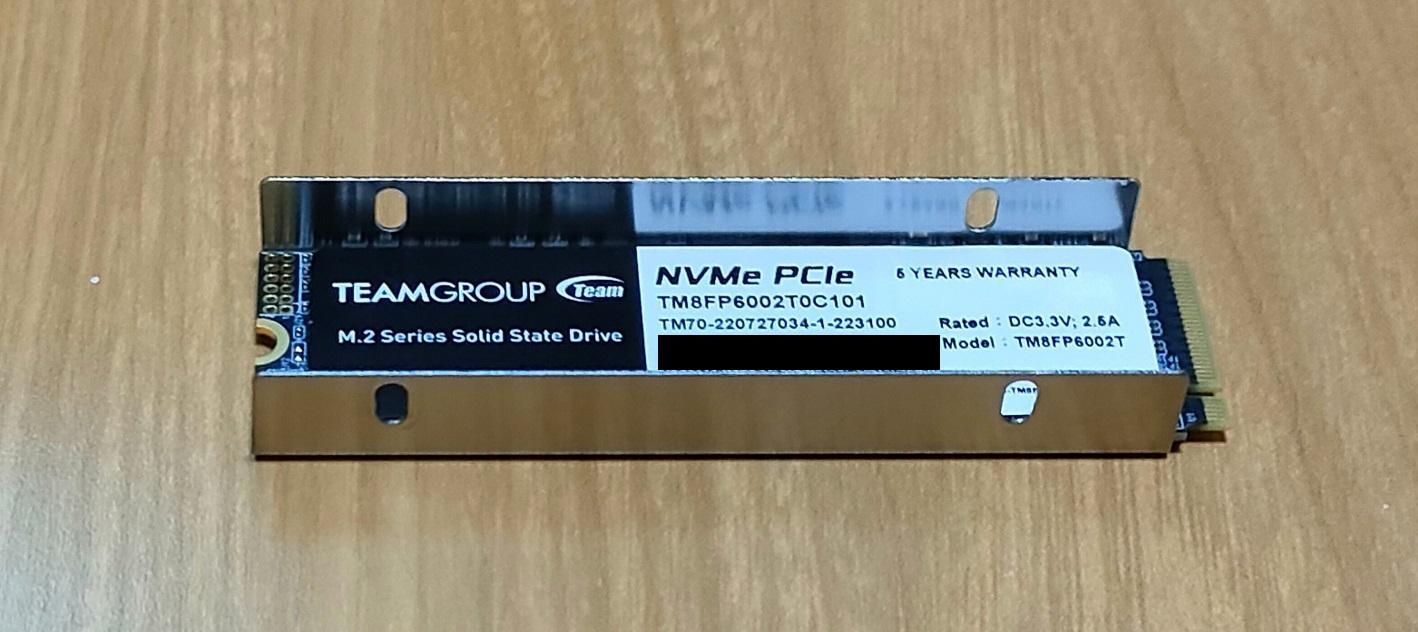 TEAMGROUP Team
M.2 Series Solid State Drive
NVMe PCIe
5 YEARS WARRANTY
TM8FP6002T0C101
TM70-220727034-1-223100
Rated : DC3.3V; 2.5A
Model : TM8FP6002T